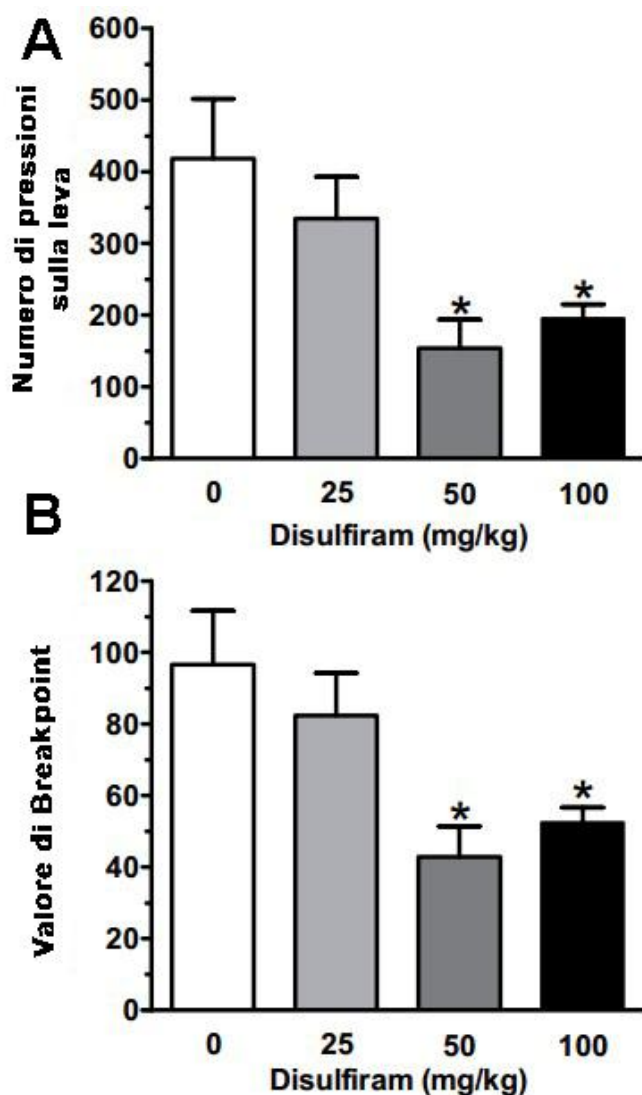 A
Numero di pressioni
sulla leva
600
500
400
300
200
100
0
*
*
0 25 50 100
Disulfiram (mg/kg)
B
Valore di Breakpoint
120
100
80
60
40
20
0
*
*
0 25 50 100
Disulfiram (mg/kg)